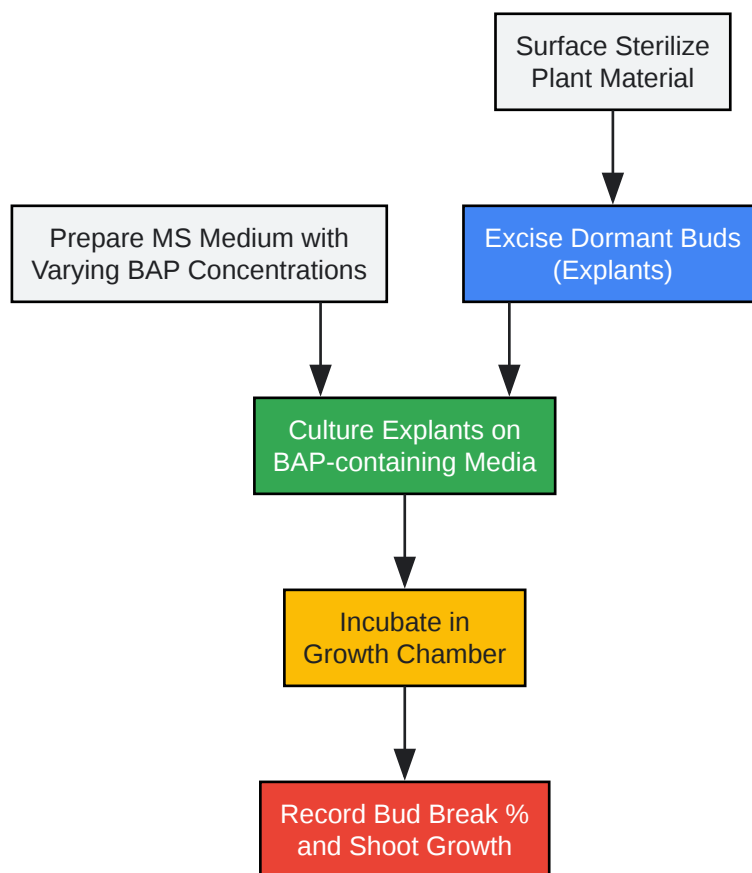 Surface Sterilize
Plant Material
Prepare MS Medium with
Varying BAP Concentrations
Excise Dormant Buds
(Explants)
Culture Explants on
BAP-containing Media
Incubate in
Growth Chamber
Record Bud Break %
and Shoot Growth